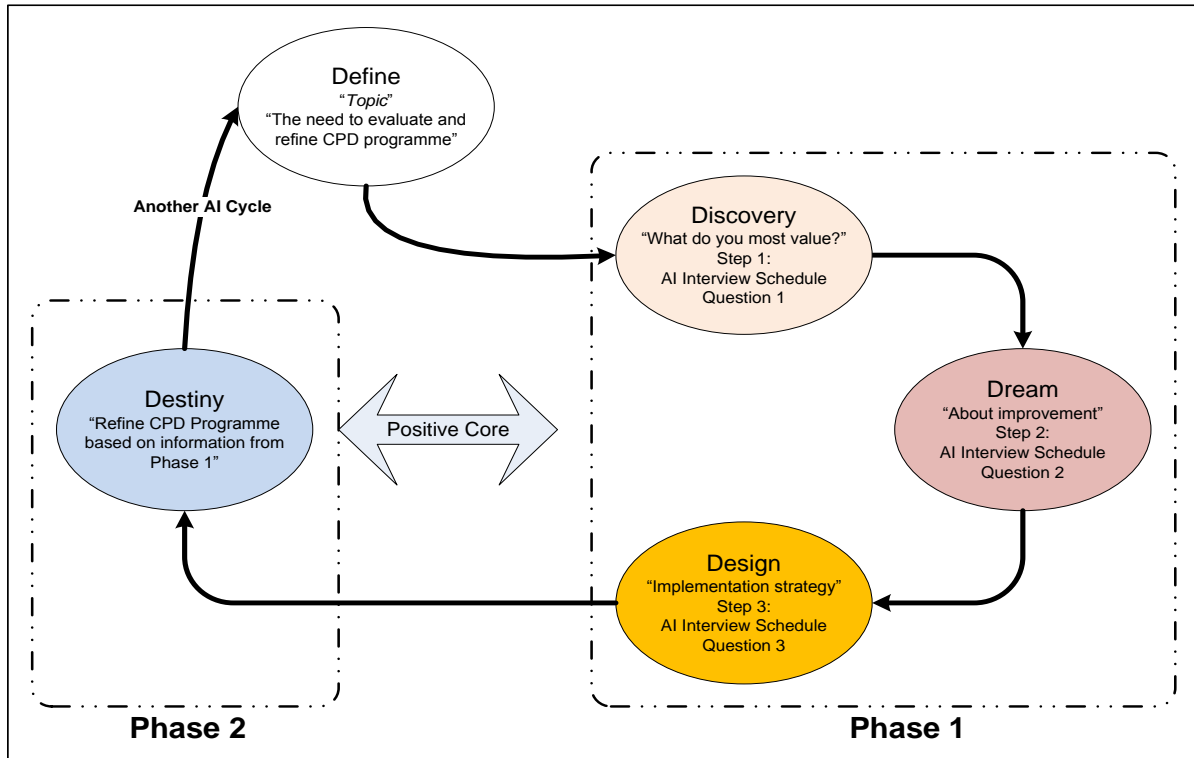 Define
“Topic”
“The need to evaluate and
refine CPD programme”
Another AI Cycle
Discovery
“What do you most value?”
Step 1:
AI Interview Schedule
Question 1
Dream
“About improvement”
Step 2:
AI Interview Schedule
Question 2
Design
“Implementation strategy”
Step 3:
AI Interview Schedule
Question 3
Destiny
“Refine CPD Programme
based on information from
Phase 1”
Positive Core
Phase 2
Phase 1